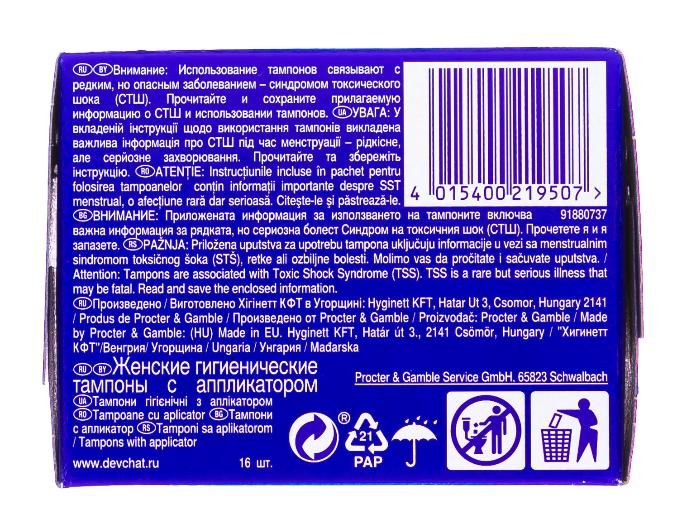 RU BY Внимание: Использование тампонов связывают с
редким, но опасным заболеванием – синдромом токсического
шока (СТШ). Прочитайте и сохраните прилагаемую
информацию о СТШ и использовании тампонов. UA УВАГА: У
вкладеній інструкції щодо використання тампонів викладена
важлива інформація про СТШ під час менструації – рідкісне,
але серйозне захворювання. Прочитайте та збережіть
інструкцію. RO ATENŢIE: Instrucţiunile incluse în pachet pentru
folosirea tampoanelor conţin informaţii importante despre SST
menstrual, o afecţiune rară dar serioasă. Citeşte-le şi păstrează-le.
4 015400 219507 >
BG ВНИМАНИЕ: Приложената информация за използването на тампоните включва
91880737
важна информация за рядката, но сериозна болест Синдром на токсичния шок (СТШ). Прочетете я и я
запазете. RS PAŽNJA: Priložena uputstva za upotrebu tampona uključuju informacije u vezi sa menstrualnim
sindromom toksičnog šoka (STŠ), retke ali ozbiljne bolesti. Molimo vas da pročitate i sačuvate uputstva. /
Attention: Tampons are associated with Toxic Shock Syndrome (TSS). TSS is a rare but serious illness that
may be fatal. Read and save the enclosed information.
RU Произведено / Виготовлено Хігінетт КФТ в Угорщині: Hyginett KFT, Hatar Ut 3, Csomor, Hungary 2141
/ Produs de Procter & Gamble / Произведено от Procter & Gamble / Proizvođač: Procter & Gamble / Made
by Procter & Gamble: (HU) Made in EU. Hyginett KFT, Határ út 3., 2141 Csömör, Hungary / "Хигинетт
КФТ"/Венгрия/ Угорщина / Ungaria / Унгария / Mađarska
RU BY Женские гигиенические
тампоны с аппликатором
Procter & Gamble Service GmbH. 65823 Schwalbach
UA Тампони гігієнічні з аплікатором
RO Tampoane cu aplicator BG Тампони
с апликатор RS Tamponi sa aplikatorom
/ Tampons with applicator
www.devchat.ru 16 шт.
®
21
PAP